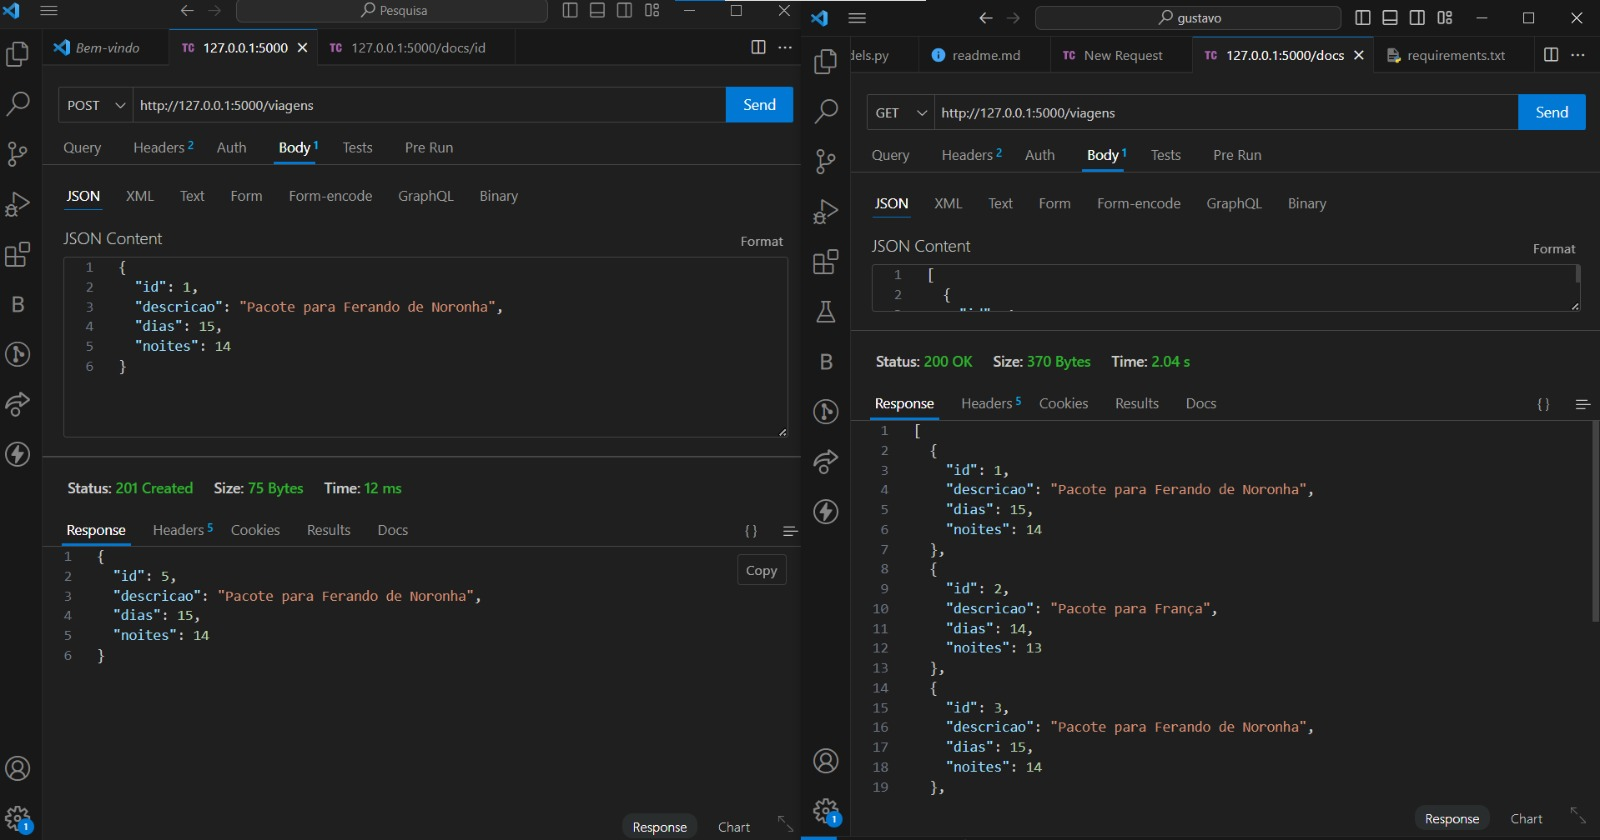 Pesquisa
Bem-vindo
TC 127.0.0.1:5000
TC 127.0.0.1:5000/docs/id
POST
http://127.0.0.1:5000/viagens
Send
Query Headers 2 Auth Body 1 Tests Pre Run
JSON XML Text Form Form-encode GraphQL Binary
JSON Content
Format
1 {
2 "id": 1,
3 "descricao": "Pacote para Ferando de Noronha",
4 "dias": 15,
5 "noites": 14
6 }
Status: 201 Created Size: 75 Bytes Time: 12 ms
Response Headers 5 Cookies Results Docs
{ }
Copy
1 {
2 "id": 5,
3 "descricao": "Pacote para Ferando de Noronha",
4 "dias": 15,
5 "noites": 14
6 }
B
1
Response Chart
gustavo
dels.py
readme.md
TC New Request
TC 127.0.0.1:5000/docs
requirements.txt
GET
http://127.0.0.1:5000/viagens
Send
Query Headers 2 Auth Body 1 Tests Pre Run
JSON XML Text Form Form-encode GraphQL Binary
JSON Content
Format
1 [
2 {
Status: 200 OK Size: 370 Bytes Time: 2.04 s
Response Headers 5 Cookies Results Docs
{ }
1 [
2 {
3 "id": 1,
4 "descricao": "Pacote para Ferando de Noronha",
5 "dias": 15,
6 "noites": 14
7 },
8 {
9 "id": 2,
10 "descricao": "Pacote para França",
11 "dias": 14,
12 "noites": 13
13 },
14 {
15 "id": 3,
16 "descricao": "Pacote para Ferando de Noronha",
17 "dias": 15,
18 "noites": 14
19 },
B
1
Response Chart